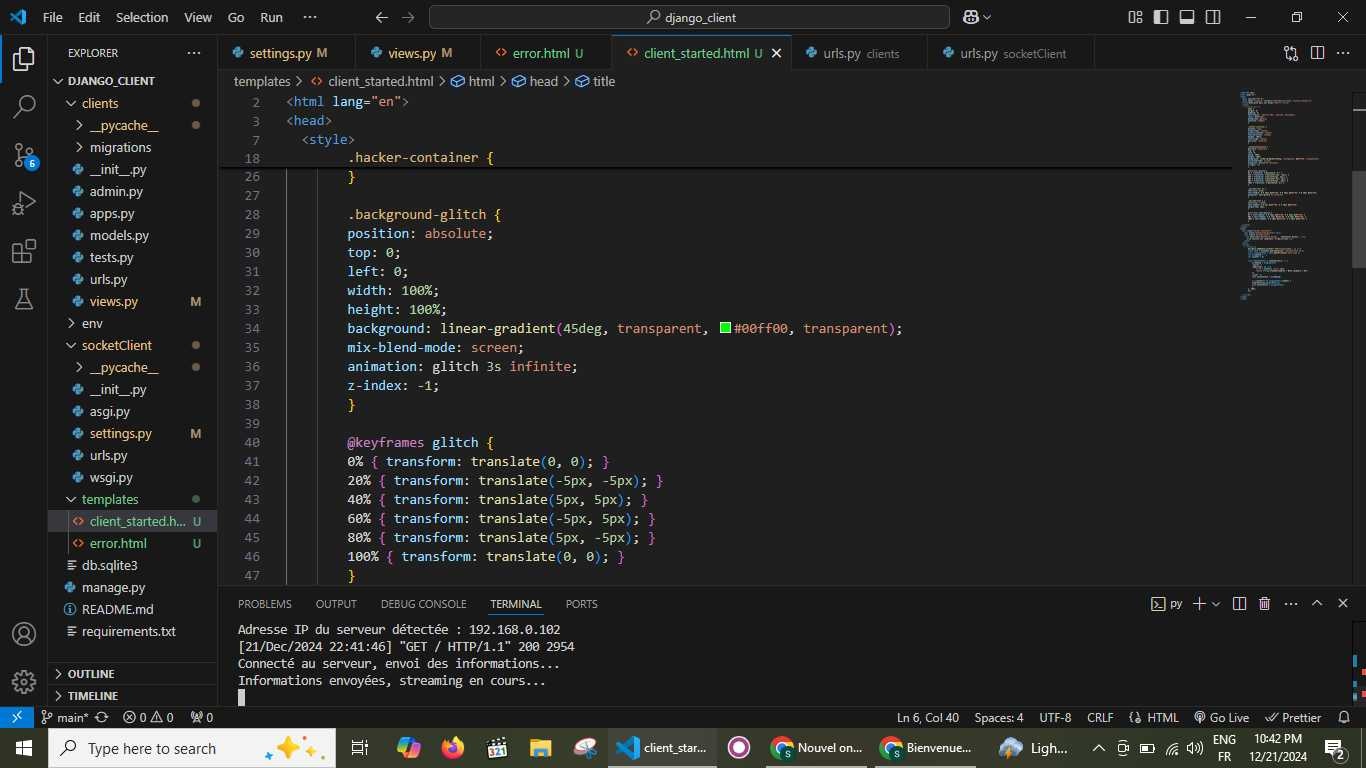 File Edit Selection View Go Run ··· django_client
EXPLORER ···
DJANGO_CLIENT
clients
__pycache__
migrations
__init__.py
admin.py
apps.py
models.py
tests.py
urls.py
views.py M
env
socketClient
__pycache__
__init__.py
asgi.py
settings.py M
urls.py
wsgi.py
templates
client_started.h... U
error.html U
db.sqlite3
manage.py
README.md
requirements.txt
OUTLINE
TIMELINE
6
settings.py M views.py M error.html U client_started.html U urls.py clients urls.py socketClient
templates > client_started.html > html > head > title
2 <html lang="en">
3 <head>
7 <style>
18 .hacker-container {
26 }
27
28 .background-glitch {
29 position: absolute;
30 top: 0;
31 left: 0;
32 width: 100%;
33 height: 100%;
34 background: linear-gradient(45deg, transparent, #00ff00, transparent);
35 mix-blend-mode: screen;
36 animation: glitch 3s infinite;
37 z-index: -1;
38 }
39
40 @keyframes glitch {
41 0% { transform: translate(0, 0); }
42 20% { transform: translate(-5px, -5px); }
43 40% { transform: translate(5px, 5px); }
44 60% { transform: translate(-5px, 5px); }
45 80% { transform: translate(5px, -5px); }
46 100% { transform: translate(0, 0); }
47 }
PROBLEMS OUTPUT DEBUG CONSOLE TERMINAL PORTS py
Adresse IP du serveur détectée : 192.168.0.102
[21/Dec/2024 22:41:46] "GET / HTTP/1.1" 200 2954
Connecté au serveur, envoi des informations...
Informations envoyées, streaming en cours...
main* 0 0 0 Ln 6, Col 40 Spaces: 4 UTF-8 CRLF HTML Go Live Prettier
Type here to search client_star... Nouvel on... Bienvenue... Ligh... ENG 10:42 PM
FR 12/21/2024 2